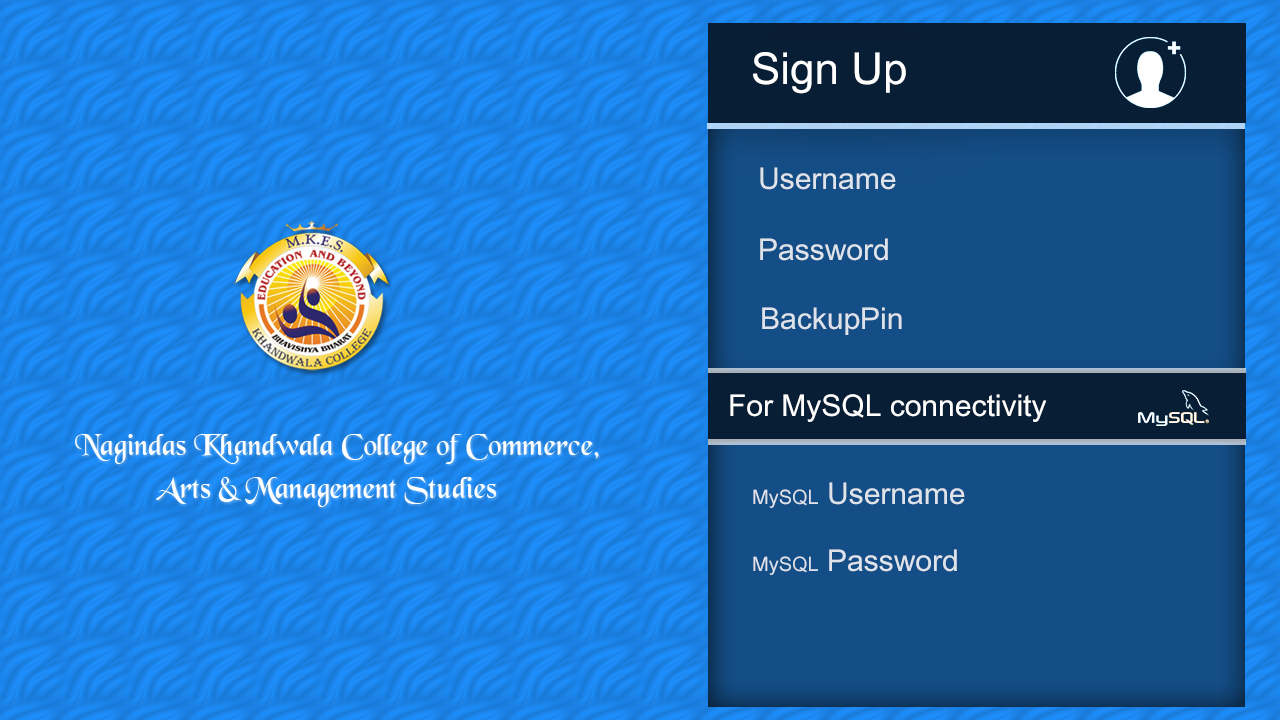 M.K.E.S.
EDUCATION AND BEYOND
BHAVISHYA BHARAT
KHANDWALA COLLEGE
Nagindas Khandwala College of Commerce,
Arts & Management Studies
Sign Up
Username
Password
BackupPin
For MySQL connectivity
MySQL
MySQL Username
MySQL Password